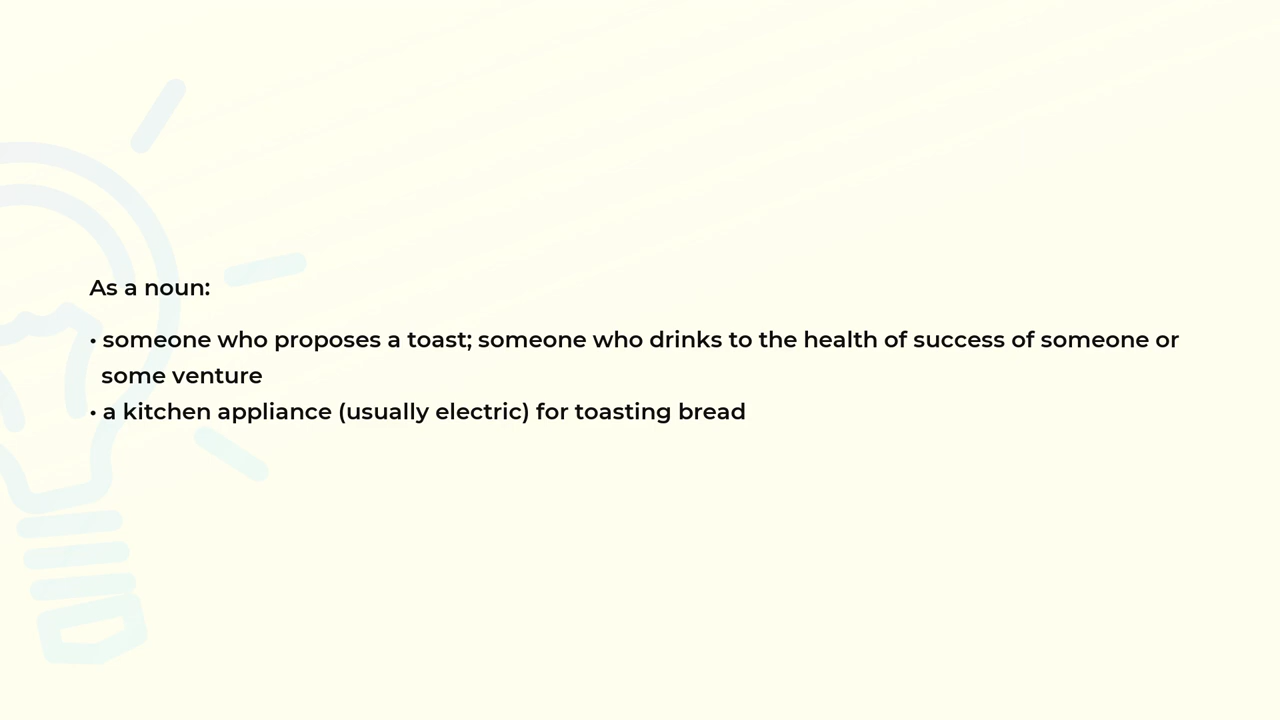 As a noun:
• someone who proposes a toast; someone who drinks to the health of success of someone or
some venture
• a kitchen appliance (usually electric) for toasting bread